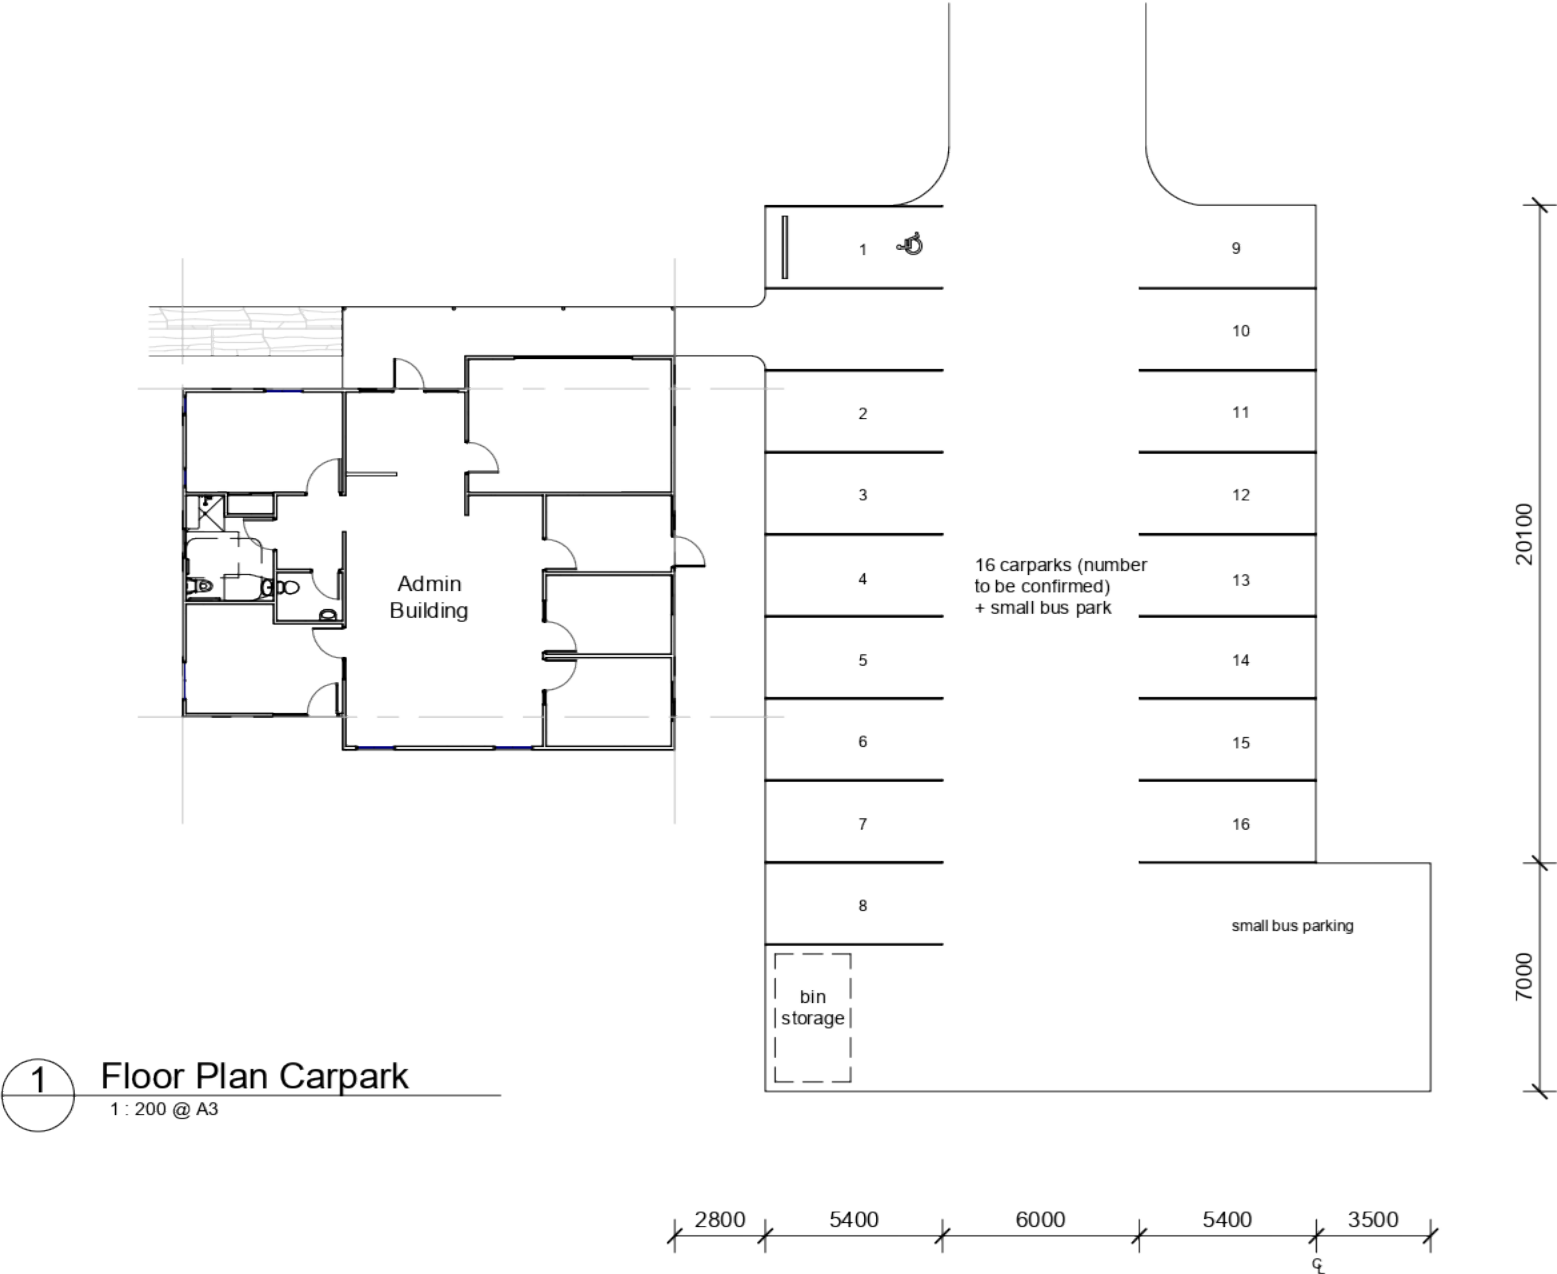 1
9
10
2
11
3
12
16 carparks (number
to be confirmed)
+ small bus park
4
13
Admin
Building
5
14
6
15
7
16
8
small bus parking
bin
storage
20100
7000
1
Floor Plan Carpark
1 : 200 @ A3
2800
5400
6000
5400
3500
℄